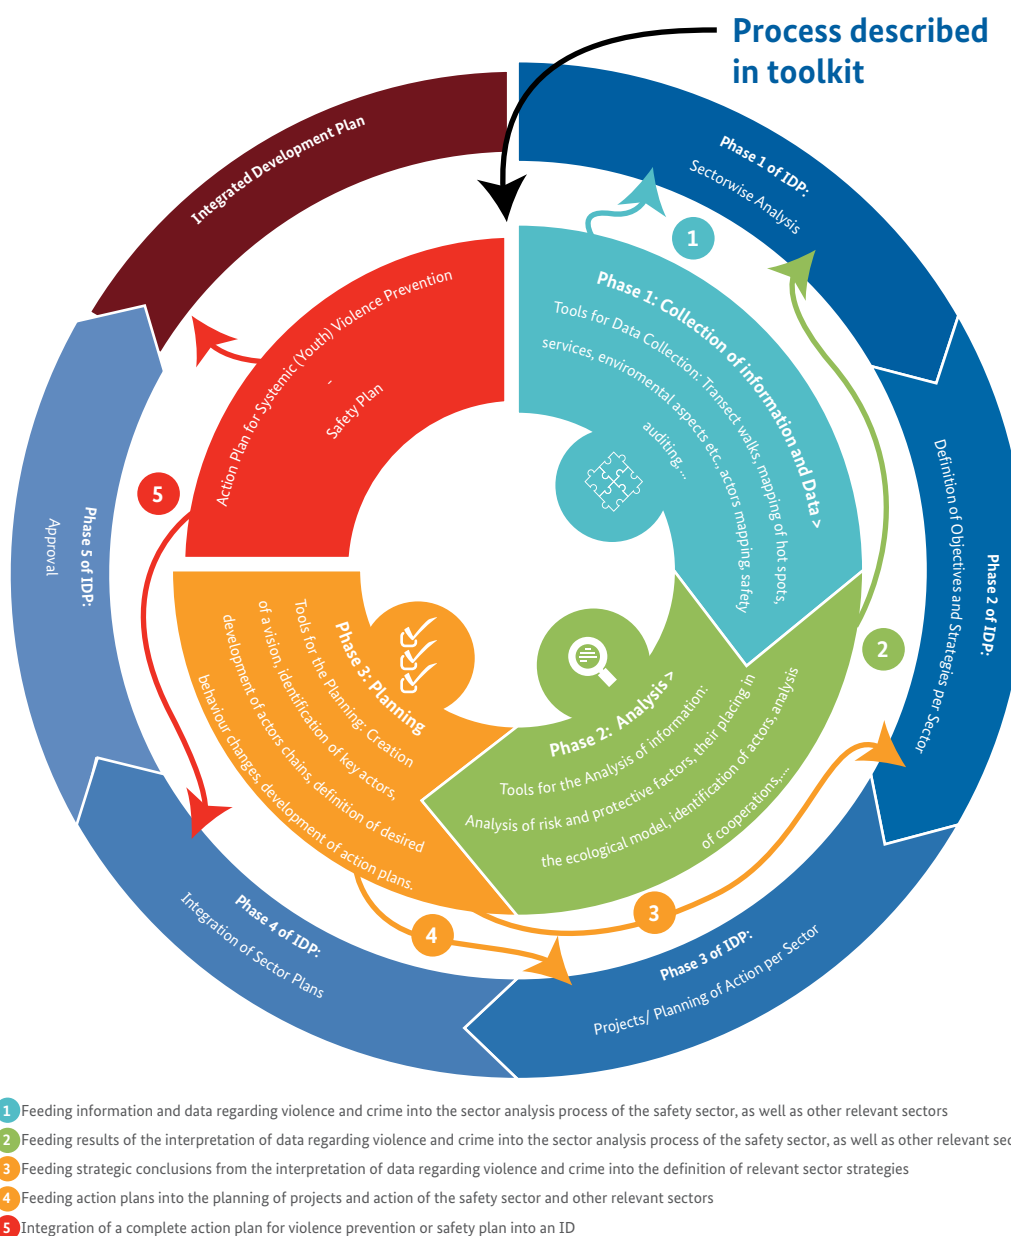 Process described
in toolkit
Integrated Development Plan
Phase 1 of IDP:
Sectorwise Analysis
Phase 2 of IDP:
Definition of Objectives and Strategies per Sector
Phase 3 of IDP:
Projects/ Planning of Action per Sector
Phase 4 of IDP:
Integration of Sector Plans
Phase 5 of IDP:
Approval
1
Phase 1: Collection of information and Data >
Tools for Data Collection: Transect walks, mapping of hot spots,
services, enviromental aspects etc., actors mapping, safety
auditing,...
2
Phase 2: Analysis >
Tools for the Analysis of information:
Analysis of risk and protective factors, their placing in
the ecological model, identification of actors, analysis
of cooperations,...
3
4
Phase 3: Planning
Tools for the Planning: Creation
of a vision, identification of key actors,
development of actors chains, definition of desired
behaviour changes, development of action plans.
5
Action Plan for Systemic (Youth) Violence Prevention
-
Safety Plan
1 Feeding information and data regarding violence and crime into the sector analysis process of the safety sector, as well as other relevant sectors
2 Feeding results of the interpretation of data regarding violence and crime into the sector analysis process of the safety sector, as well as other relevant sec
3 Feeding strategic conclusions from the interpretation of data regarding violence and crime into the definition of relevant sector strategies
4 Feeding action plans into the planning of projects and action of the safety sector and other relevant sectors
5 Integration of a complete action plan for violence prevention or safety plan into an ID